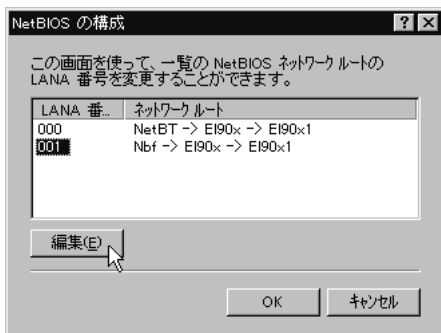 NetBIOS の構成
この画面を使って、一覧の NetBIOS ネットワーク ルートの
LANA 番号を変更することができます。
LANA 番... ネットワーク ルート
000 NetBT -> El90x -> El90x1
001 Nbf -> El90x -> El90x1
編集(E)
OK キャンセル